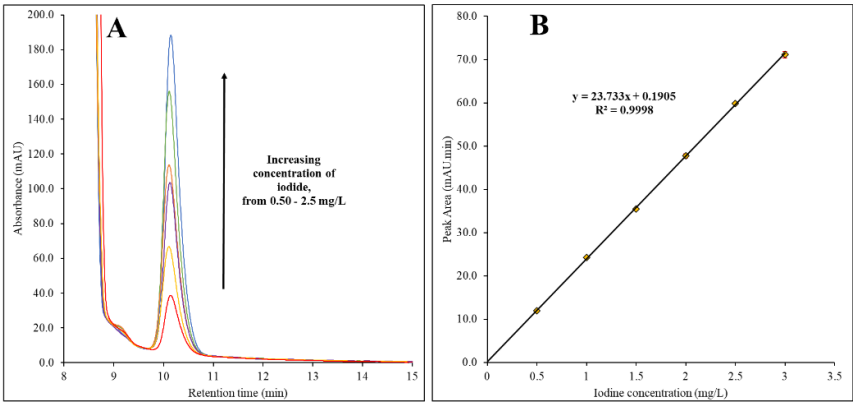 A
200.0
180.0
160.0
140.0
120.0
100.0
80.0
60.0
40.0
20.0
0.0
Absorbance (mAU)
Increasing
concentration of
iodide,
from 0.50 - 2.5 mg/L
8 9 10 11 12 13 14 15
Retention time (min)
B
80.0
70.0
60.0
50.0
40.0
30.0
20.0
10.0
0.0
Peak Area (mAU.min)
y = 23.733x + 0.1905
R² = 0.9998
0 0.5 1 1.5 2 2.5 3 3.5
Iodine concentration (mg/L)